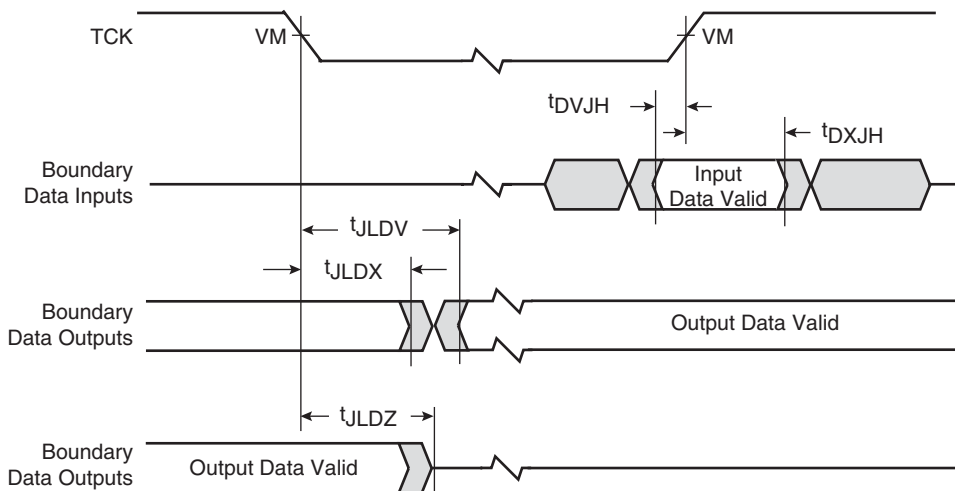 TCK
VM
VM
tDVJH
tDXJH
Boundary
Data Inputs
Input
Data Valid
tJLDV
tJLDX
Boundary
Data Outputs
Output Data Valid
tJLDZ
Boundary
Data Outputs
Output Data Valid